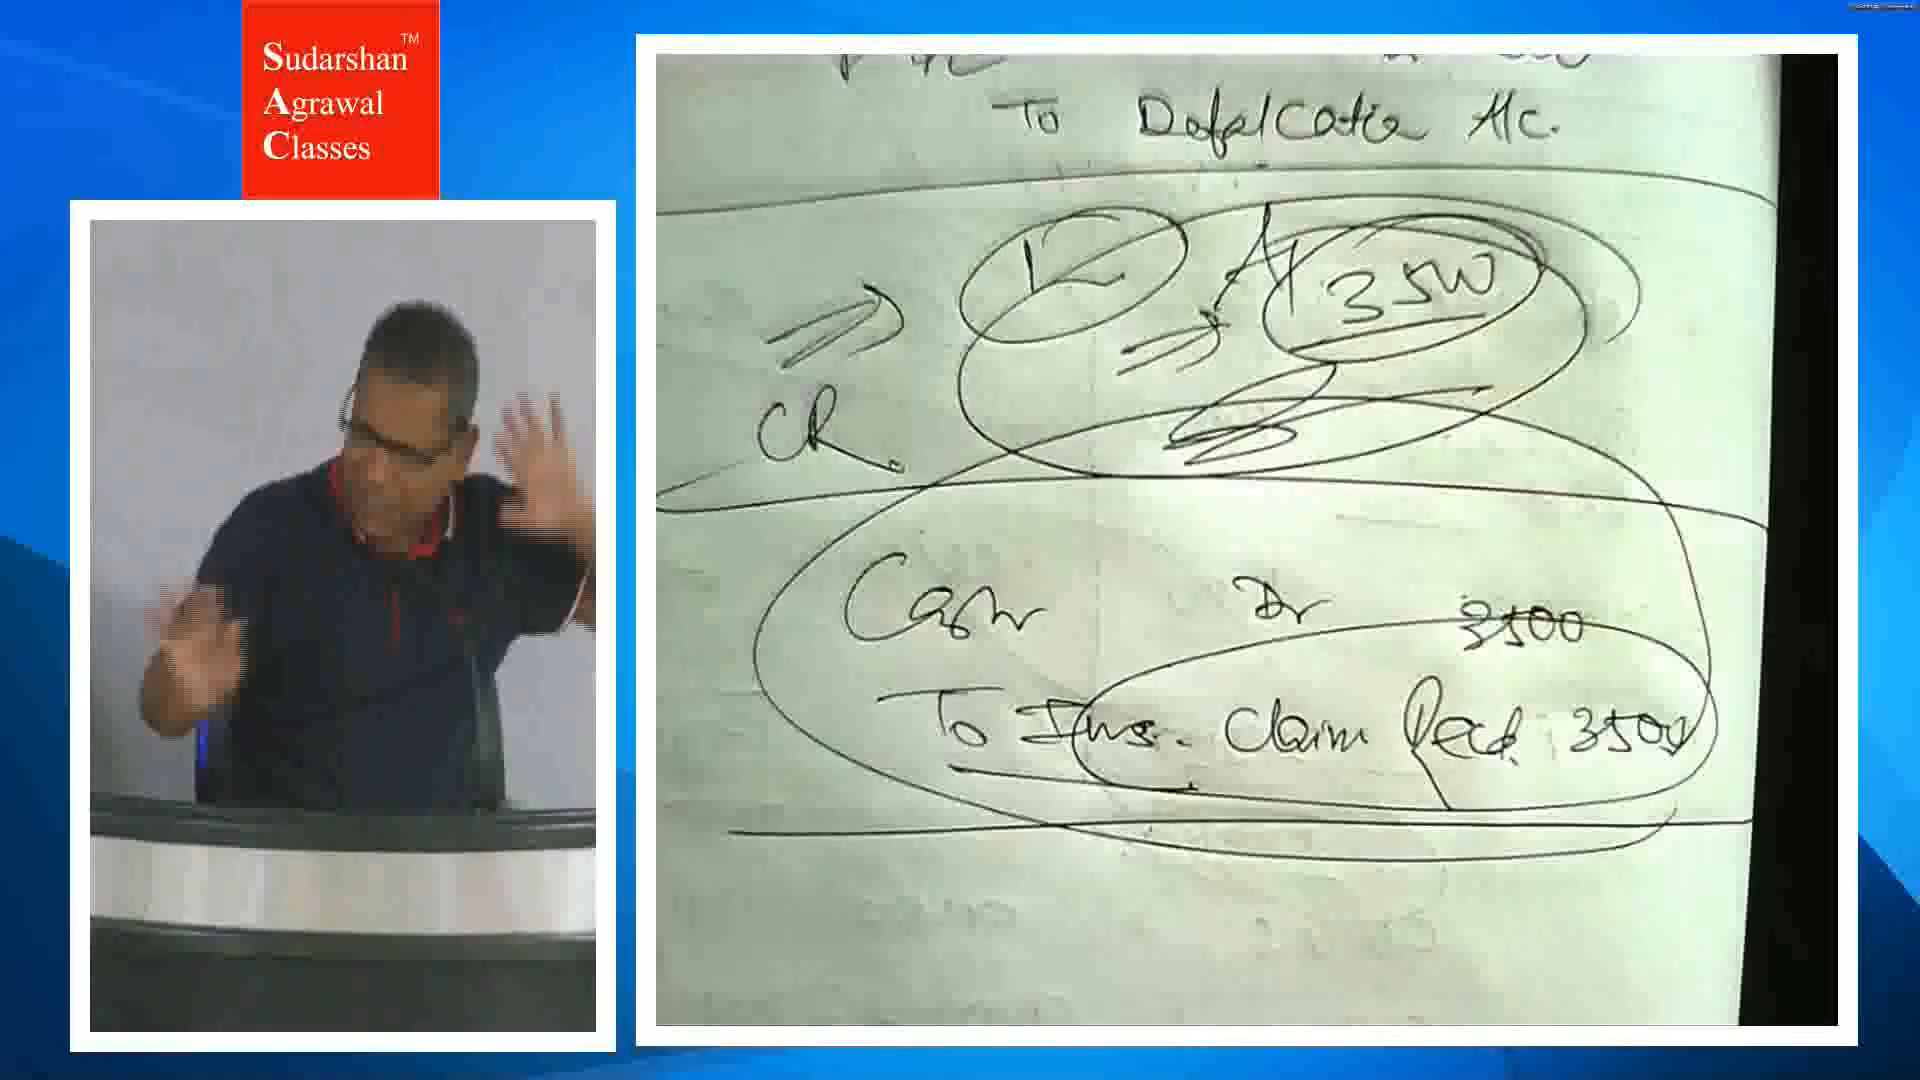 Sudarshan™
Agrawal
Classes
To Defalcation A/c.
3500
CR.
Cash Dr 3500
To Ins. Claim Recd. 3500